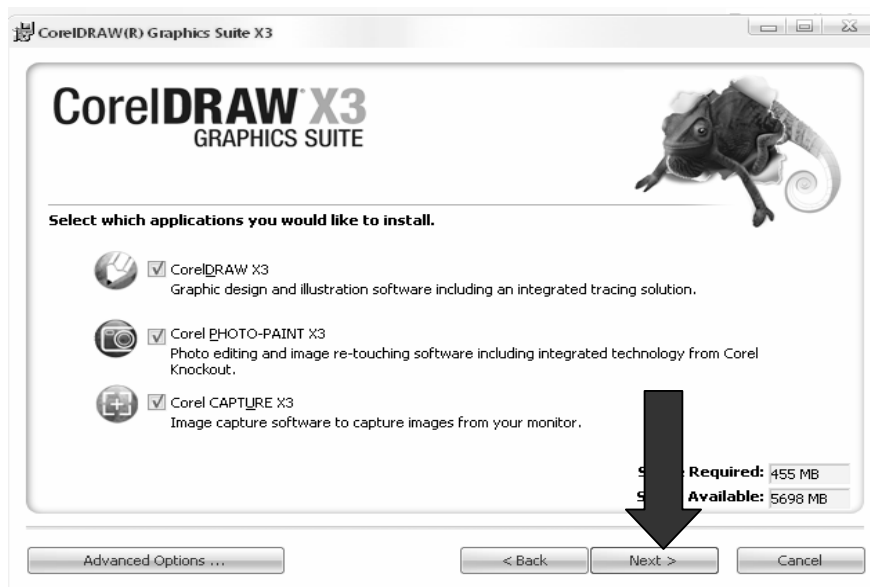 CorelDRAW(R) Graphics Suite X3
CorelDRAW X3
GRAPHICS SUITE
Select which applications you would like to install.
CorelDRAW X3
Graphic design and illustration software including an integrated tracing solution.
Corel PHOTO-PAINT X3
Photo editing and image re-touching software including integrated technology from Corel
Knockout.
Corel CAPTURE X3
Image capture software to capture images from your monitor.
Required: 455 MB
Available: 5698 MB
Advanced Options ...
< Back
Next >
Cancel